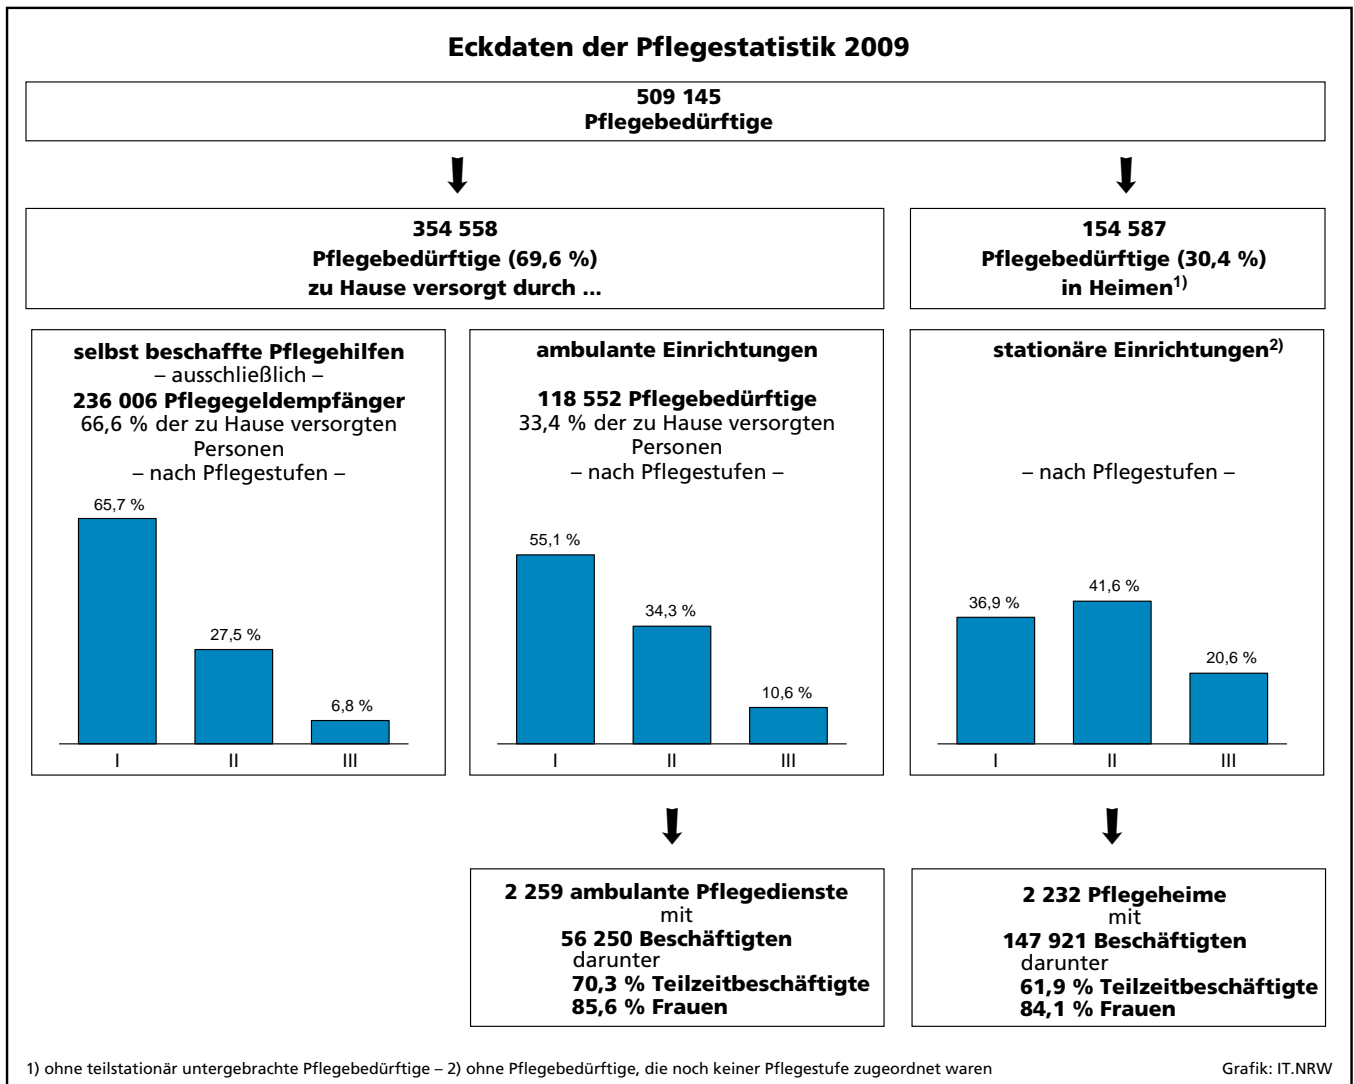 Eckdaten der Pflegestatistik 2009
509 145
Pflegebedürftige
354 558
Pflegebedürftige (69,6 %)
zu Hause versorgt durch ...
154 587
Pflegebedürftige (30,4 %)
in Heimen1)
selbst beschaffte Pflegehilfen
– ausschließlich –
236 006 Pflegegeldempfänger
66,6 % der zu Hause versorgten
Personen
– nach Pflegestufen –
65,7 %
27,5 %
6,8 %
I II III
ambulante Einrichtungen
118 552 Pflegebedürftige
33,4 % der zu Hause versorgten
Personen
– nach Pflegestufen –
55,1 %
34,3 %
10,6 %
I II III
stationäre Einrichtungen2)
– nach Pflegestufen –
36,9 %
41,6 %
20,6 %
I II III
2 259 ambulante Pflegedienste
mit
56 250 Beschäftigten
darunter
70,3 % Teilzeitbeschäftigte
85,6 % Frauen
2 232 Pflegeheime
mit
147 921 Beschäftigten
darunter
61,9 % Teilzeitbeschäftigte
84,1 % Frauen
1) ohne teilstationär untergebrachte Pflegebedürftige – 2) ohne Pflegebedürftige, die noch keiner Pflegestufe zugeordnet waren
Grafik: IT.NRW